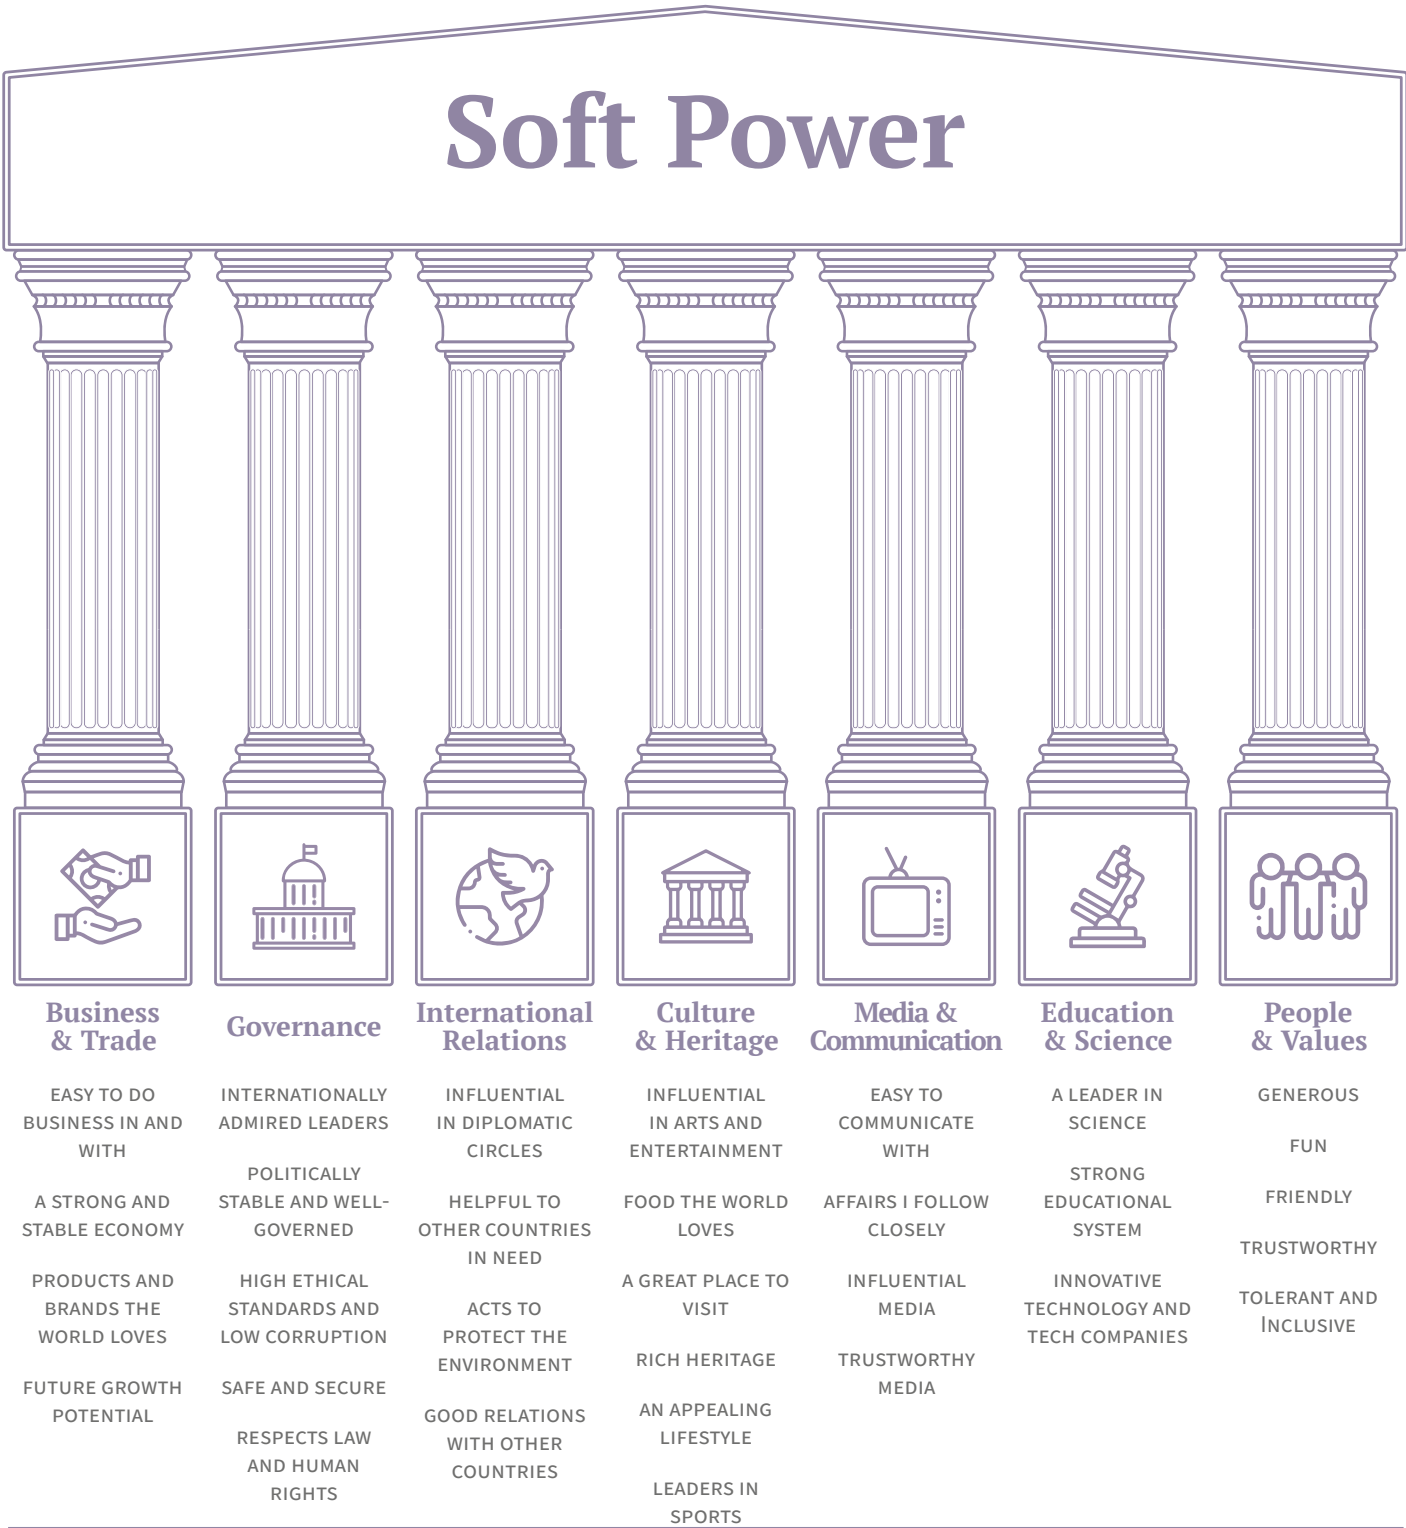 Soft Power
Business
& Trade
EASY TO DO
BUSINESS IN AND
WITH
A STRONG AND
STABLE ECONOMY
PRODUCTS AND
BRANDS THE
WORLD LOVES
FUTURE GROWTH
POTENTIAL
Governance
INTERNATIONALLY
ADMIRED LEADERS
POLITICALLY
STABLE AND WELL-
GOVERNED
HIGH ETHICAL
STANDARDS AND
LOW CORRUPTION
SAFE AND SECURE
RESPECTS LAW
AND HUMAN
RIGHTS
International
Relations
INFLUENTIAL
IN DIPLOMATIC
CIRCLES
HELPFUL TO
OTHER COUNTRIES
IN NEED
ACTS TO
PROTECT THE
ENVIRONMENT
GOOD RELATIONS
WITH OTHER
COUNTRIES
Culture
& Heritage
INFLUENTIAL
IN ARTS AND
ENTERTAINMENT
FOOD THE WORLD
LOVES
A GREAT PLACE TO
VISIT
RICH HERITAGE
AN APPEALING
LIFESTYLE
LEADERS IN
SPORTS
Media &
Communication
EASY TO
COMMUNICATE
WITH
AFFAIRS I FOLLOW
CLOSELY
INFLUENTIAL
MEDIA
TRUSTWORTHY
MEDIA
Education
& Science
A LEADER IN
SCIENCE
STRONG
EDUCATIONAL
SYSTEM
INNOVATIVE
TECHNOLOGY AND
TECH COMPANIES
People
& Values
GENEROUS
FUN
FRIENDLY
TRUSTWORTHY
TOLERANT AND
INCLUSIVE